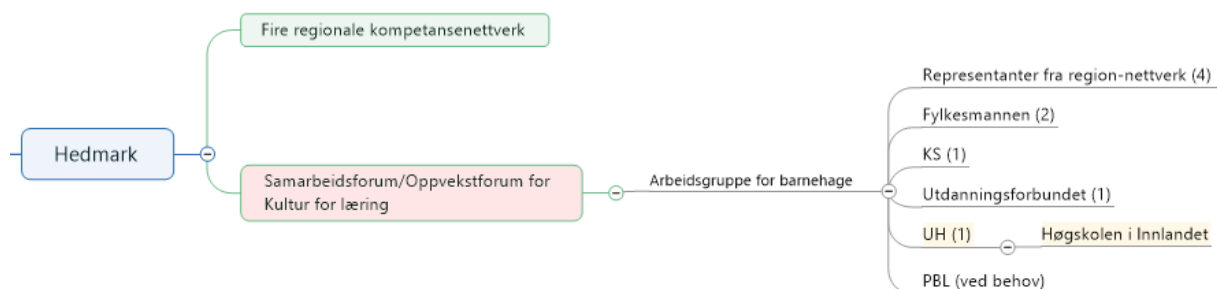 Fire regionale kompetansenettverk
Hedmark
Samarbeidsforum/Oppvekstforum for
Kultur for læring
Arbeidsgruppe for barnehage
Representanter fra region-nettverk (4)
Fylkesmannen (2)
KS (1)
Utdanningsforbundet (1)
UH (1)
Høgskolen i Innlandet
PBL (ved behov)